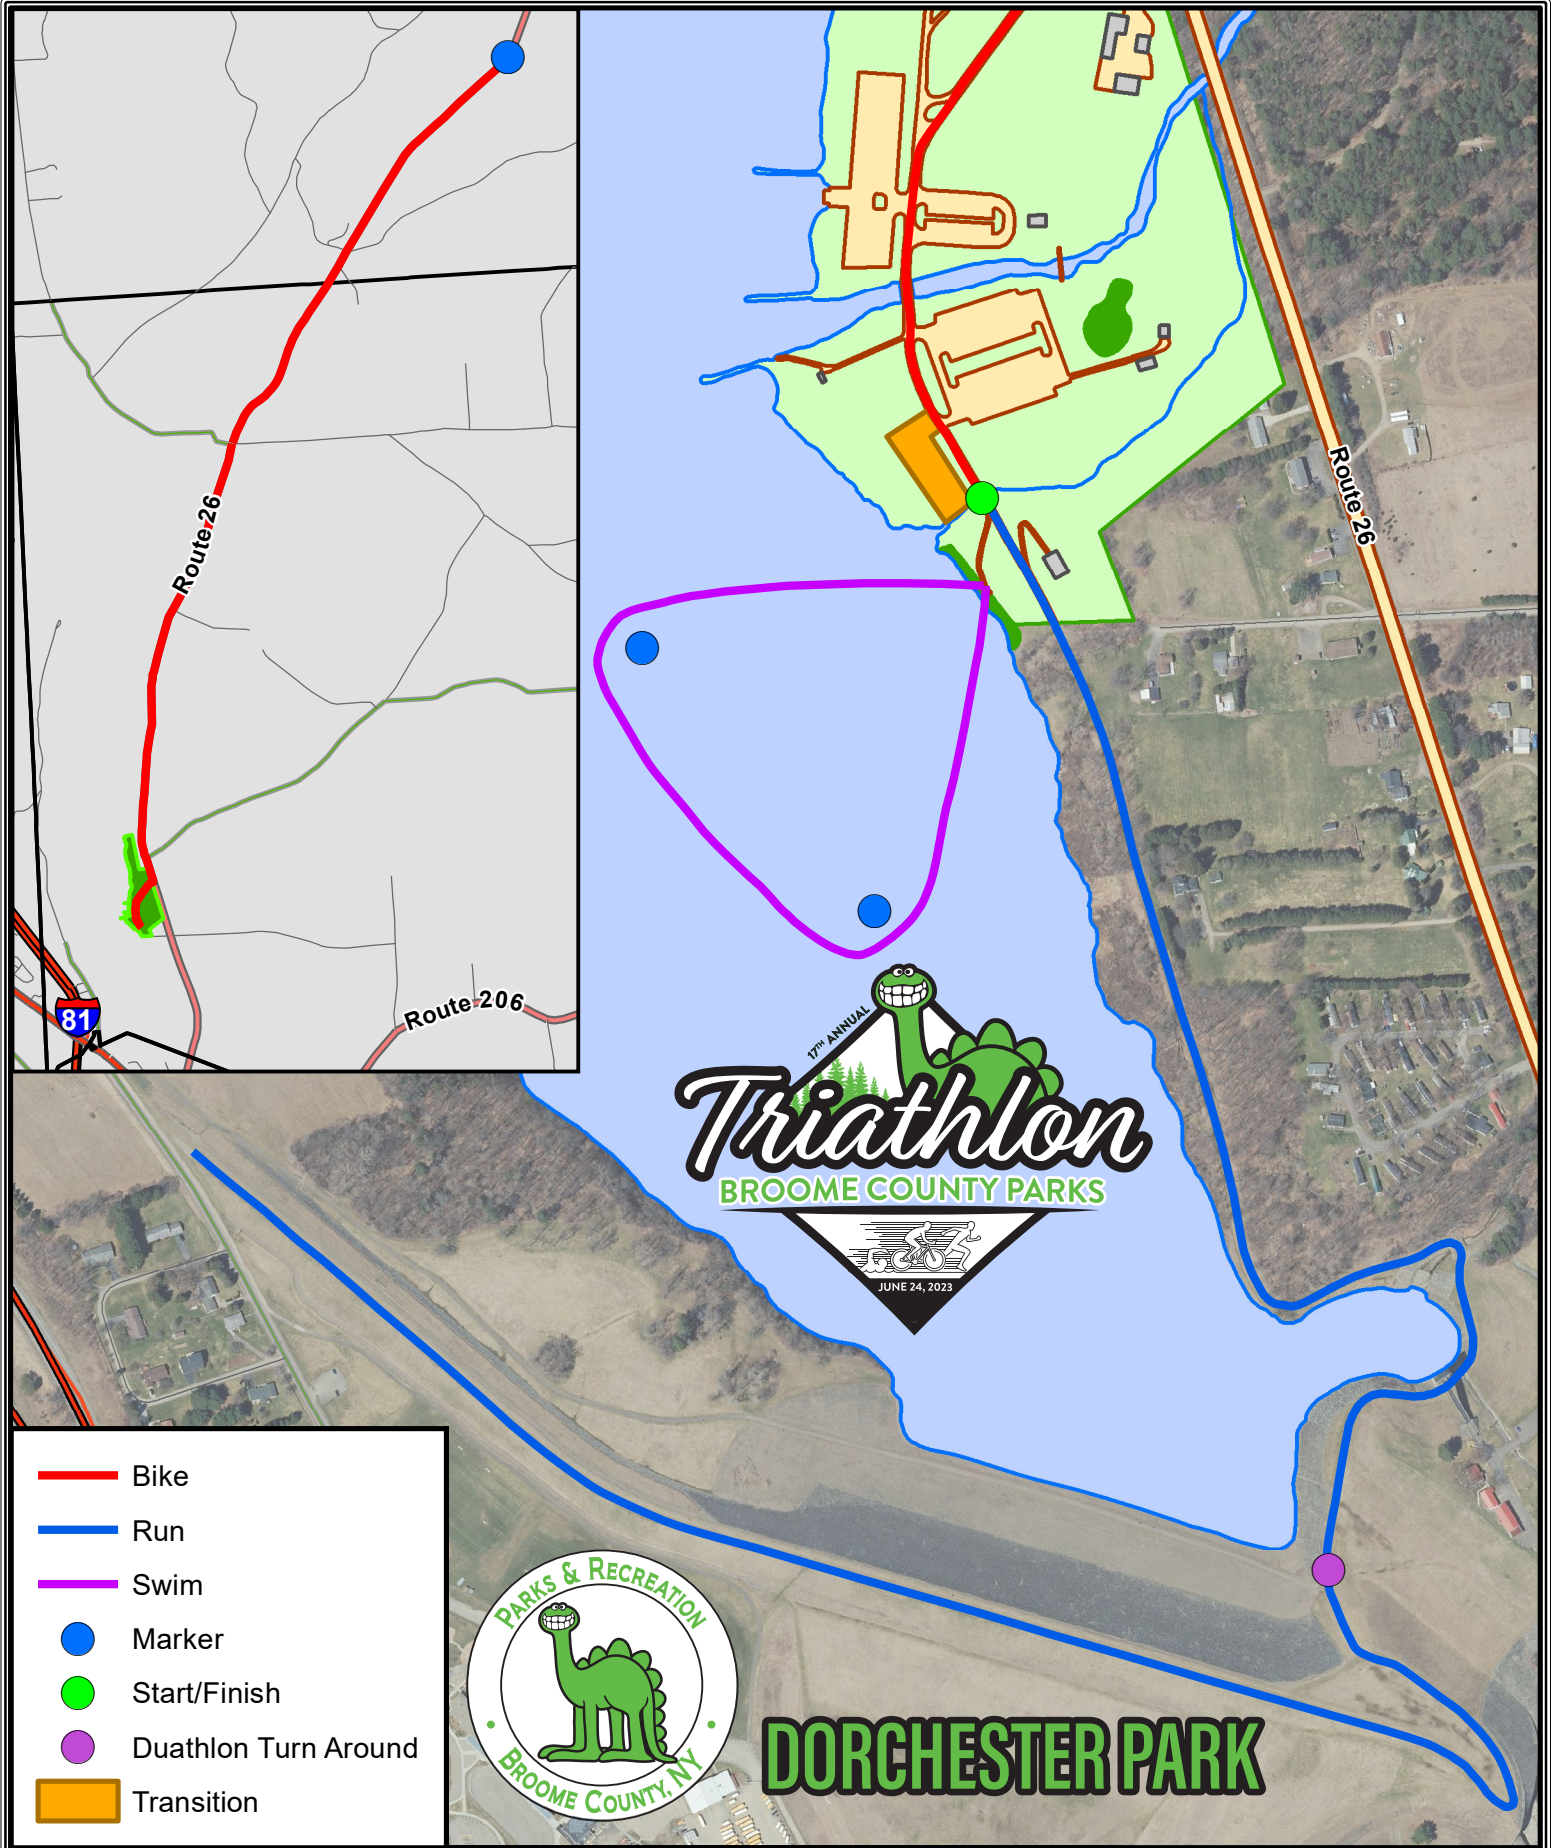 Route 26
Route 26
81
Route 206
17TH ANNUAL
Triathlon
BROOME COUNTY PARKS
JUNE 24, 2023
Bike
Run
Swim
Marker
Start/Finish
Duathlon Turn Around
Transition
PARKS & RECREATION
BROOME COUNTY, NY
DORCHESTER PARK